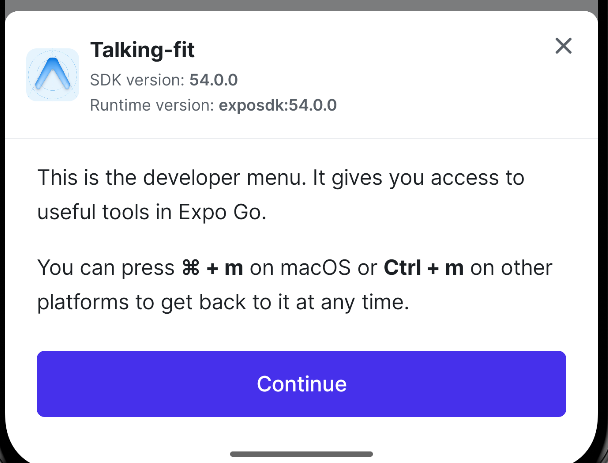 Talking-fit
SDK version: 54.0.0
Runtime version: exposdk:54.0.0
This is the developer menu. It gives you access to
useful tools in Expo Go.
You can press ⌘ + m on macOS or Ctrl + m on other
platforms to get back to it at any time.
Continue